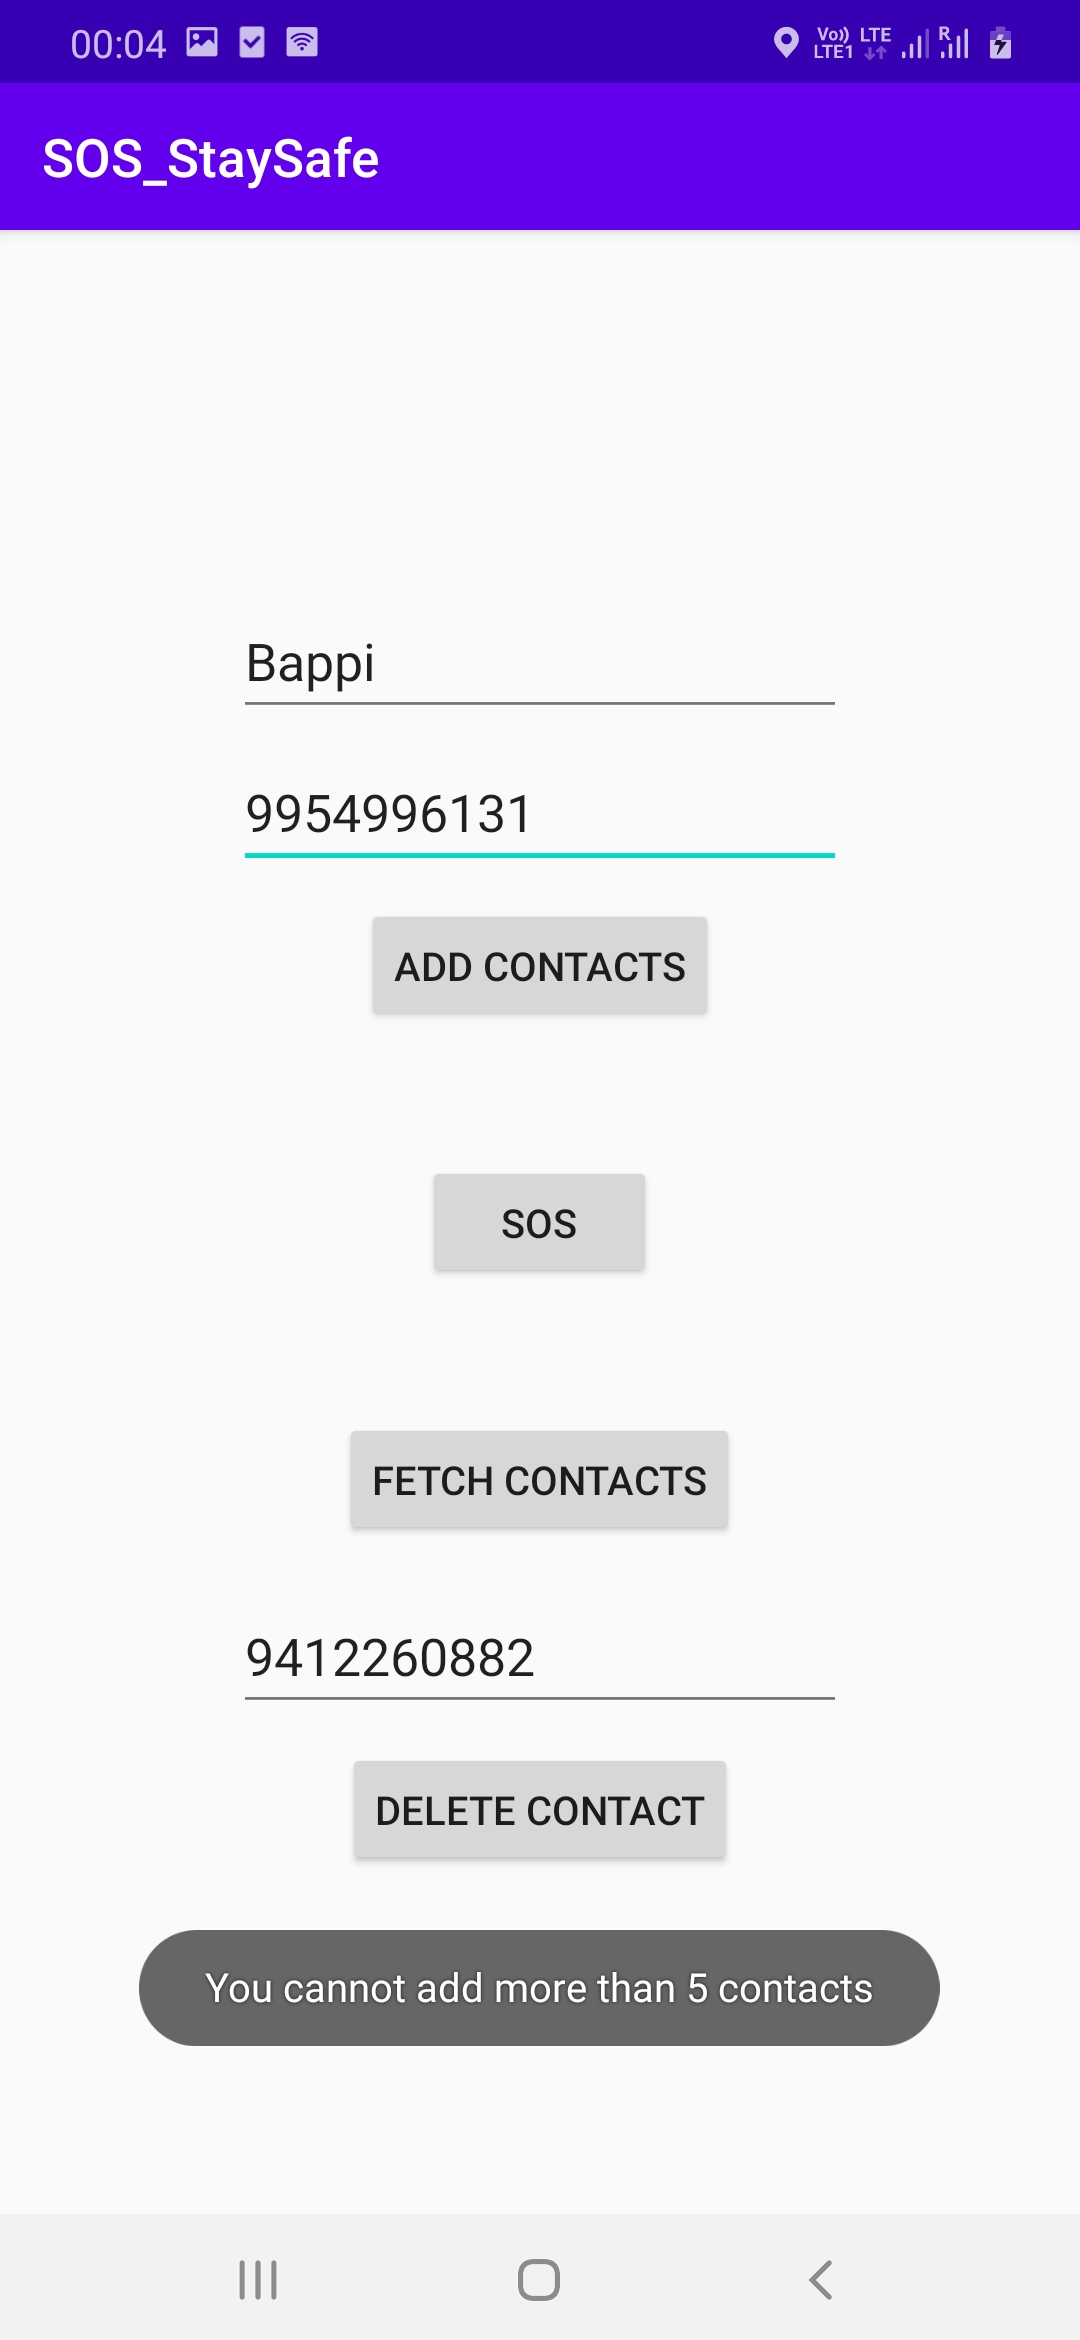 00:04 Vo)) LTE1 LTE R
SOS_StaySafe
Bappi
9954996131
ADD CONTACTS
SOS
FETCH CONTACTS
9412260882
DELETE CONTACT
You cannot add more than 5 contacts